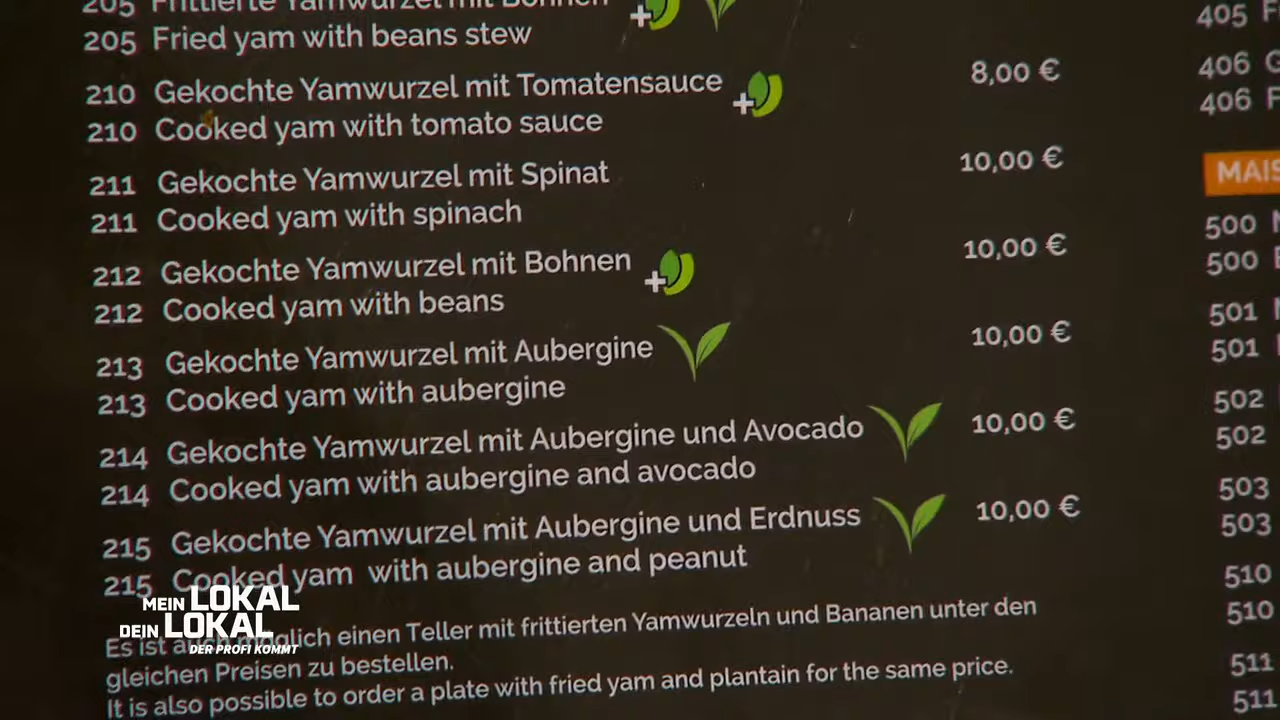 205 Frittierte Yamwurzel mit Bohnen
205 Fried yam with beans stew
210 Gekochte Yamwurzel mit Tomatensauce 8,00 €
210 Cooked yam with tomato sauce
211 Gekochte Yamwurzel mit Spinat 10,00 €
211 Cooked yam with spinach
212 Gekochte Yamwurzel mit Bohnen 10,00 €
212 Cooked yam with beans
213 Gekochte Yamwurzel mit Aubergine 10,00 €
213 Cooked yam with aubergine
214 Gekochte Yamwurzel mit Aubergine und Avocado 10,00 €
214 Cooked yam with aubergine and avocado
215 Gekochte Yamwurzel mit Aubergine und Erdnuss 10,00 €
215 Cooked yam with aubergine and peanut
Es ist auch möglich einen Teller mit frittierten Yamwurzeln und Bananen unter den
gleichen Preisen zu bestellen.
It is also possible to order a plate with fried yam and plantain for the same price.
405 F
406 G
406 F
MAIS
500
500
501
501
502
502
503
503
510
510
511
511
MEIN LOKAL
DEIN LOKAL
DER PROFI KOMMT